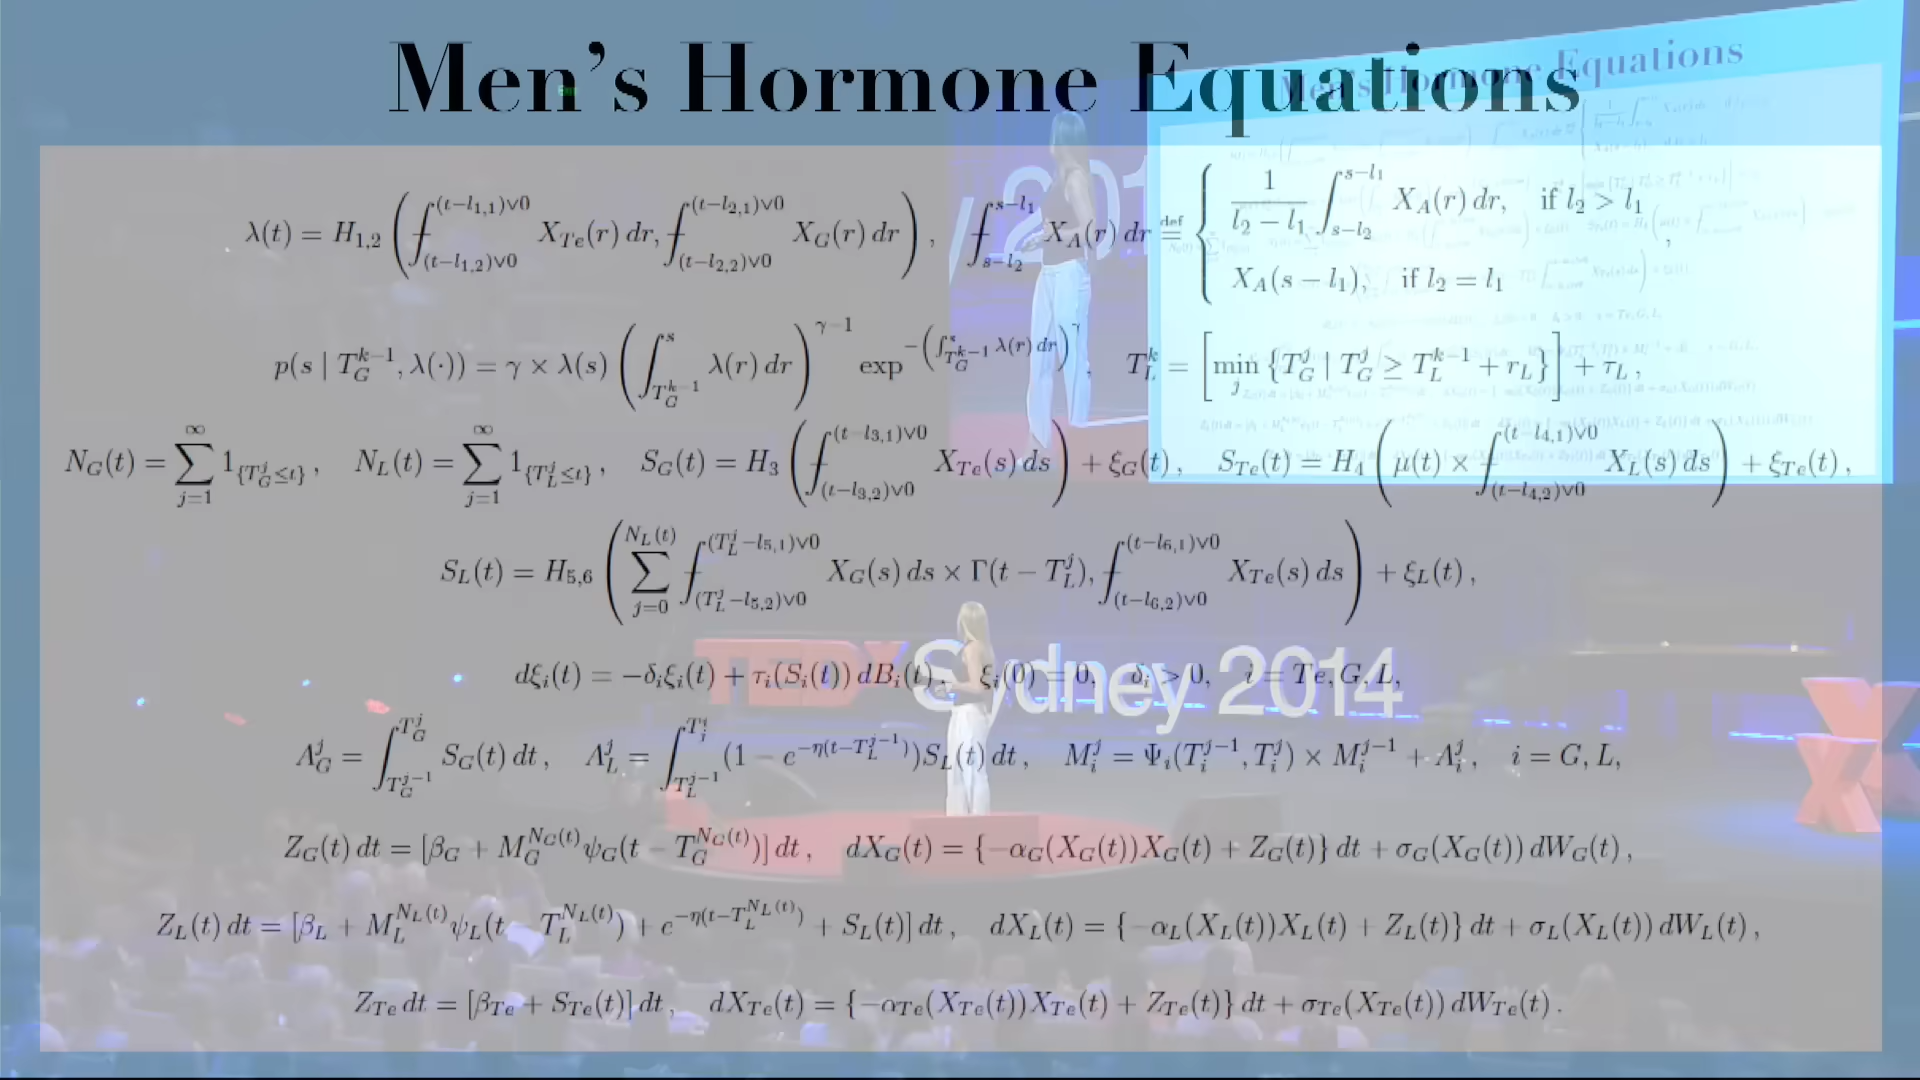 Men's Hormone Equations
λ(t) = H_{1,2} ( ⨍_{(t−l_{1,2})∨0}^{(t−l_{1,1})∨0} X_{Te}(r) dr, ⨍_{(t−l_{2,2})∨0}^{(t−l_{2,1})∨0} X_G(r) dr ) , ⨍_{s−l_2}^{s−l_1} X_A(r) dr \overset{def}{=} { \frac{1}{l_2 − l_1} ∫_{s−l_2}^{s−l_1} X_A(r) dr, if l_2 > l_1
X_A(s − l_1), if l_2 = l_1 ,
p(s | T_G^{k−1}, λ(·)) = γ × λ(s) ( ∫_{T_G^{k−1}}^{s} λ(r) dr )^{γ−1} exp^{−( ∫_{T_G^{k−1}}^{s} λ(r) dr )^γ} , T_L^k = [ min_j {T_G^j | T_G^j ≥ T_L^{k−1} + r_L} ] + τ_L ,
N_G(t) = ∑_{j=1}^{∞} 1_{\{T_G^j ≤ t\}} , N_L(t) = ∑_{j=1}^{∞} 1_{\{T_L^j ≤ t\}} , S_G(t) = H_3 ( ⨍_{(t−l_{3,2})∨0}^{(t−l_{3,1})∨0} X_{Te}(s) ds ) + ξ_G(t) , S_{Te}(t) = H_4 ( μ(t) × ⨍_{(t−l_{4,2})∨0}^{(t−l_{4,1})∨0} X_L(s) ds ) + ξ_{Te}(t) ,
S_L(t) = H_{5,6} ( ∑_{j=0}^{N_L(t)} ⨍_{(T_L^j−l_{5,2})∨0}^{(T_L^j−l_{5,1})∨0} X_G(s) ds × Γ(t − T_L^j), ⨍_{(t−l_{6,2})∨0}^{(t−l_{6,1})∨0} X_{Te}(s) ds ) + ξ_L(t) ,
dξ_i(t) = −δ_i ξ_i(t) + τ_i(S_i(t)) dB_i(t) , ξ_i(0) = 0, δ_i > 0, i = Te, G, L,
A_G^j = ∫_{T_G^{j−1}}^{T_G^j} S_G(t) dt , A_L^j = ∫_{T_L^{j−1}}^{T_i^i} (1 − e^{−η(t−T_L^{j−1})}) S_L(t) dt , M_i^j = Ψ_i(T_i^{j−1}, T_i^j) × M_i^{j−1} + A_i^j , i = G, L,
Z_G(t) dt = [β_G + M_G^{N_G(t)} ψ_G(t − T_G^{N_G(t)})] dt , dX_G(t) = {−α_G(X_G(t))X_G(t) + Z_G(t)} dt + σ_G(X_G(t)) dW_G(t) ,
Z_L(t) dt = [β_L + M_L^{N_L(t)} ψ_L(t − T_L^{N_L(t)}) + e^{−η(t−T_L^{N_L(t)})} + S_L(t)] dt , dX_L(t) = {−α_L(X_L(t))X_L(t) + Z_L(t)} dt + σ_L(X_L(t)) dW_L(t) ,
Z_{Te} dt = [β_{Te} + S_{Te}(t)] dt , dX_{Te}(t) = {−α_{Te}(X_{Te}(t))X_{Te}(t) + Z_{Te}(t)} dt + σ_{Te}(X_{Te}(t)) dW_{Te}(t) .
Men's Hormone Equations
TEDx Sydney 2014
X